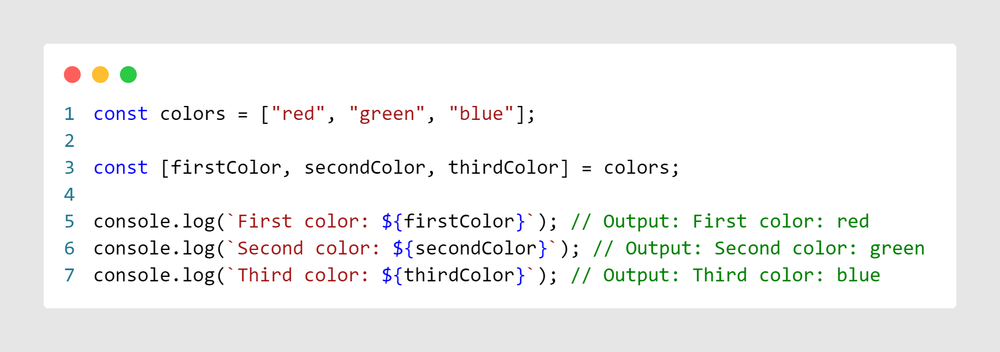 1 const colors = ["red", "green", "blue"];
2
3 const [firstColor, secondColor, thirdColor] = colors;
4
5 console.log(`First color: ${firstColor}`); // Output: First color: red
6 console.log(`Second color: ${secondColor}`); // Output: Second color: green
7 console.log(`Third color: ${thirdColor}`); // Output: Third color: blue